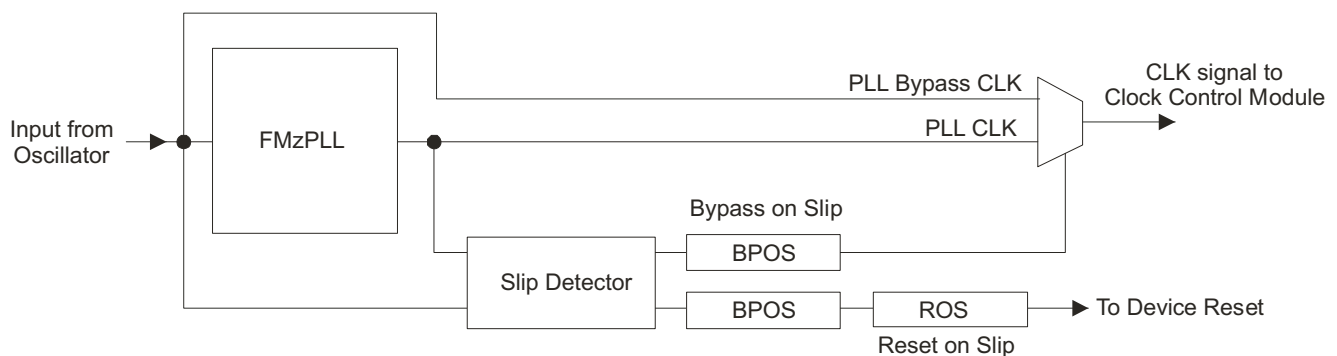 Input from
Oscillator
FMzPLL
PLL Bypass CLK
PLL CLK
CLK signal to
Clock Control Module
Bypass on Slip
BPOS
Slip Detector
BPOS
ROS
To Device Reset
Reset on Slip